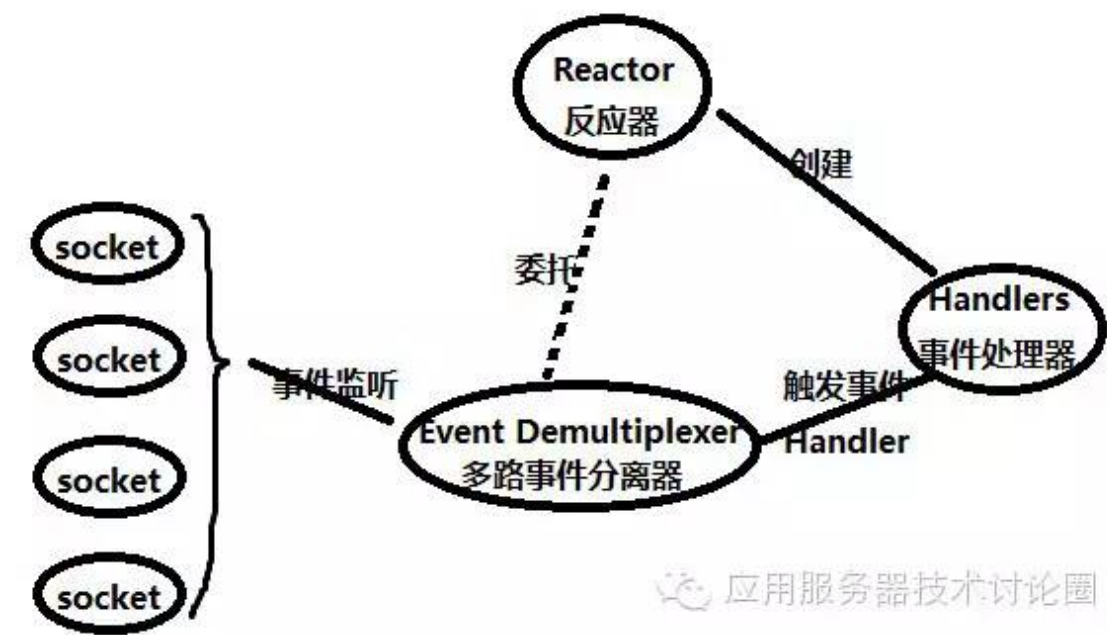 Reactor
反应器
创建
委托
socket
socket
socket
socket
事件监听
Event Demultiplexer
多路事件分离器
触发事件
Handler
Handlers
事件处理器
应用服务器技术讨论圈